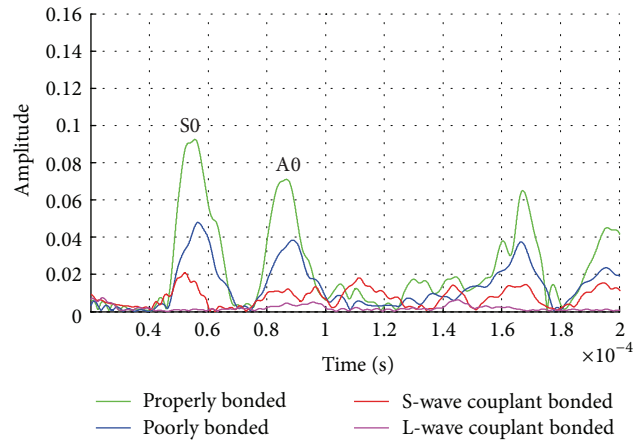 0.16
0.14
0.12
0.1
0.08
0.06
0.04
0.02
0
Amplitude
S0
A0
0.4
0.6
0.8
1
1.2
1.4
1.6
1.8
2
Time (s)
×10⁻⁴
Properly bonded
Poorly bonded
S-wave couplant bonded
L-wave couplant bonded